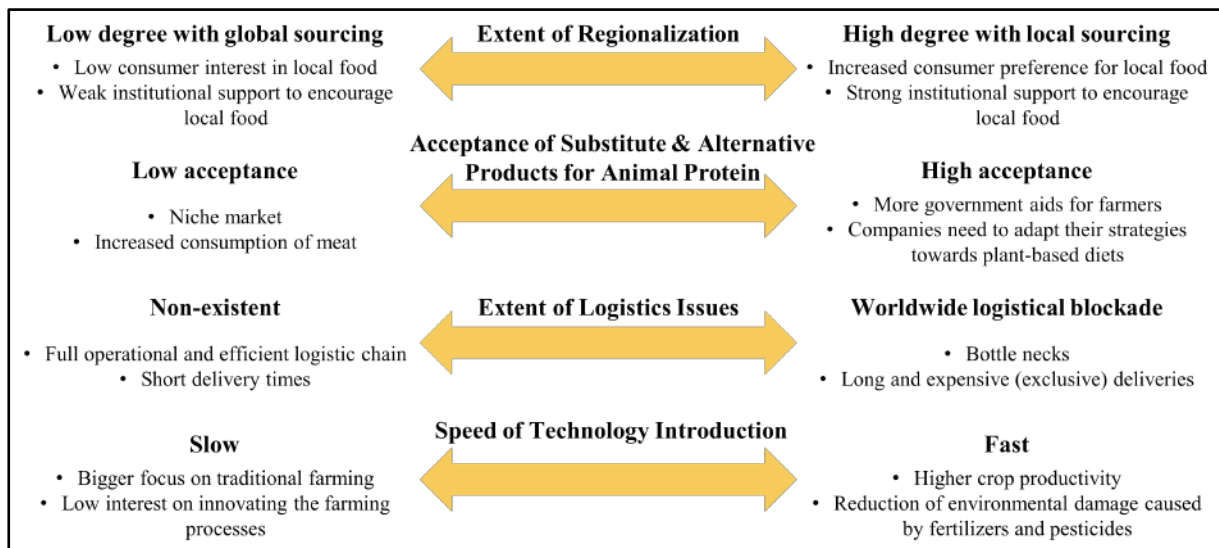 Low degree with global sourcing
• Low consumer interest in local food
• Weak institutional support to encourage
local food
Extent of Regionalization
High degree with local sourcing
• Increased consumer preference for local food
• Strong institutional support to encourage
local food
Low acceptance
• Niche market
• Increased consumption of meat
Acceptance of Substitute & Alternative
Products for Animal Protein
High acceptance
• More government aids for farmers
• Companies need to adapt their strategies
towards plant-based diets
Non-existent
• Full operational and efficient logistic chain
• Short delivery times
Extent of Logistics Issues
Worldwide logistical blockade
• Bottle necks
• Long and expensive (exclusive) deliveries
Slow
• Bigger focus on traditional farming
• Low interest on innovating the farming
processes
Speed of Technology Introduction
Fast
• Higher crop productivity
• Reduction of environmental damage caused
by fertilizers and pesticides